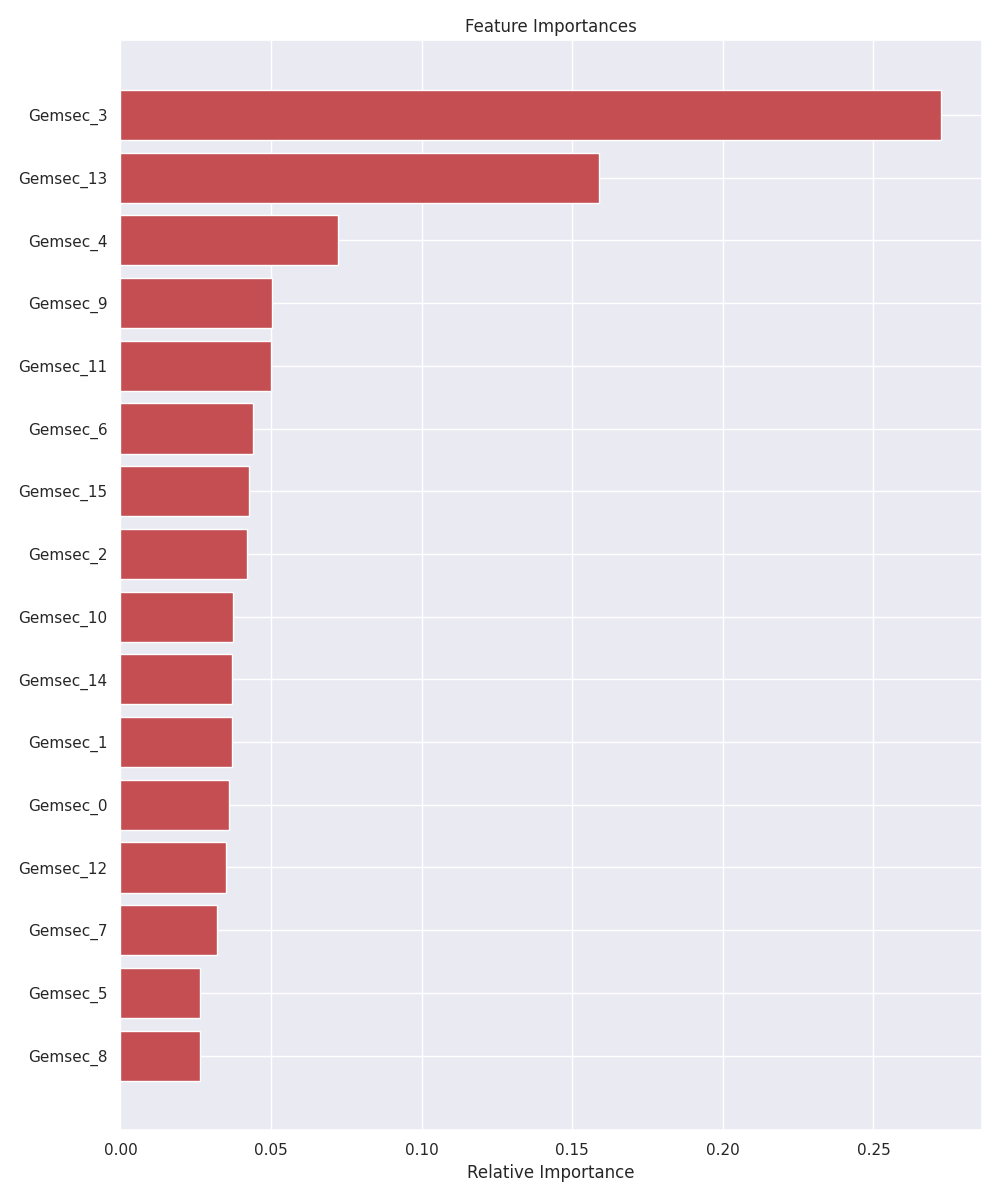 Feature Importances
Gemsec_3
Gemsec_13
Gemsec_4
Gemsec_9
Gemsec_11
Gemsec_6
Gemsec_15
Gemsec_2
Gemsec_10
Gemsec_14
Gemsec_1
Gemsec_0
Gemsec_12
Gemsec_7
Gemsec_5
Gemsec_8
0.00 0.05 0.10 0.15 0.20 0.25
Relative Importance